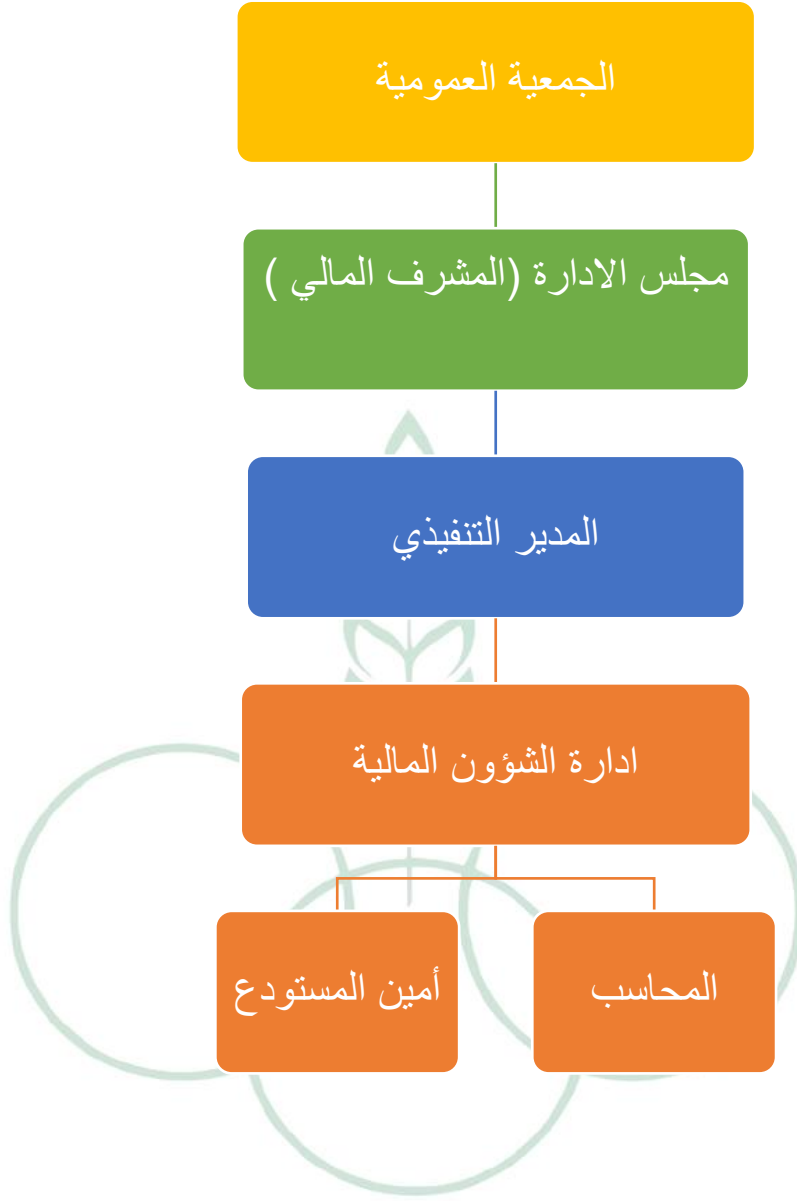 الجمعية العمومية
مجلس الادارة (المشرف المالي )
المدير التنفيذي
ادارة الشؤون المالية
المحاسب
أمين المستودع